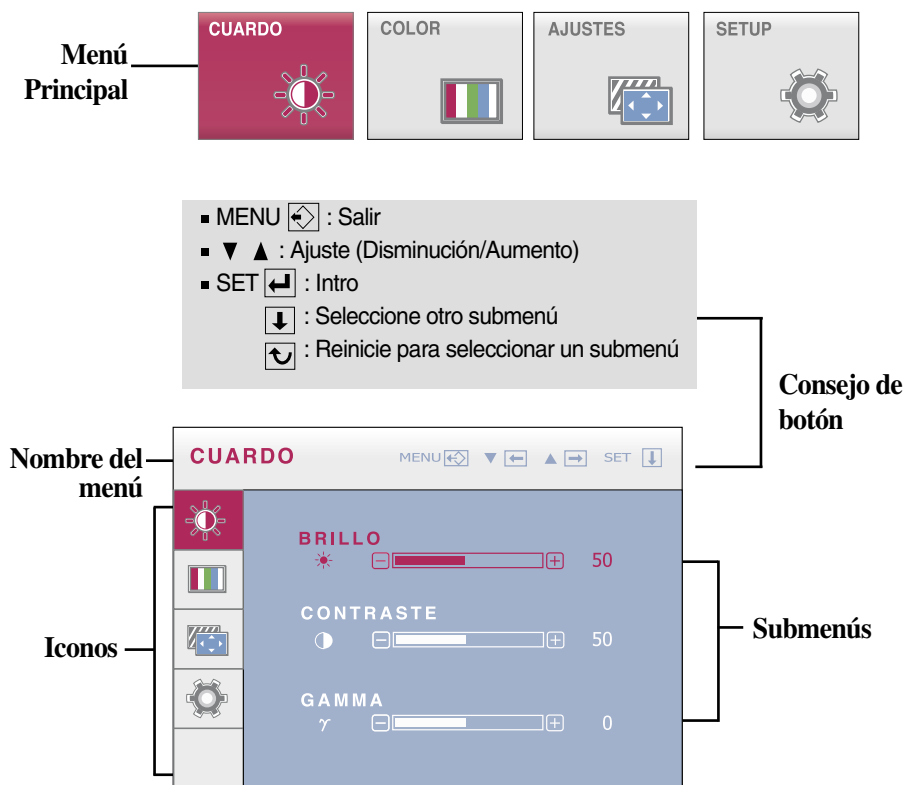 CUARDO COLOR AJUSTES SETUP
Menú
Principal
MENU : Salir
▼ ▲ : Ajuste (Disminución/Aumento)
SET : Intro
: Seleccione otro submenú
: Reinicie para seleccionar un submenú
Consejo de
botón
Nombre del
menú
CUARDO MENU ▼ ▲ SET
BRILLO
50
CONTRASTE
50
GAMMA
γ 0
Iconos
Submenús